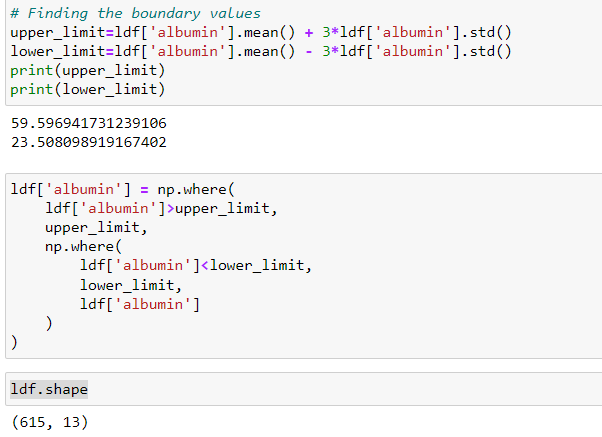 # Finding the boundary values
upper_limit=ldf['albumin'].mean() + 3*ldf['albumin'].std()
lower_limit=ldf['albumin'].mean() - 3*ldf['albumin'].std()
print(upper_limit)
print(lower_limit)
59.596941731239106
23.508098919167402
ldf['albumin'] = np.where(
    ldf['albumin']>upper_limit,
    upper_limit,
    np.where(
        ldf['albumin']<lower_limit,
        lower_limit,
        ldf['albumin']
    )
)
ldf.shape
(615, 13)